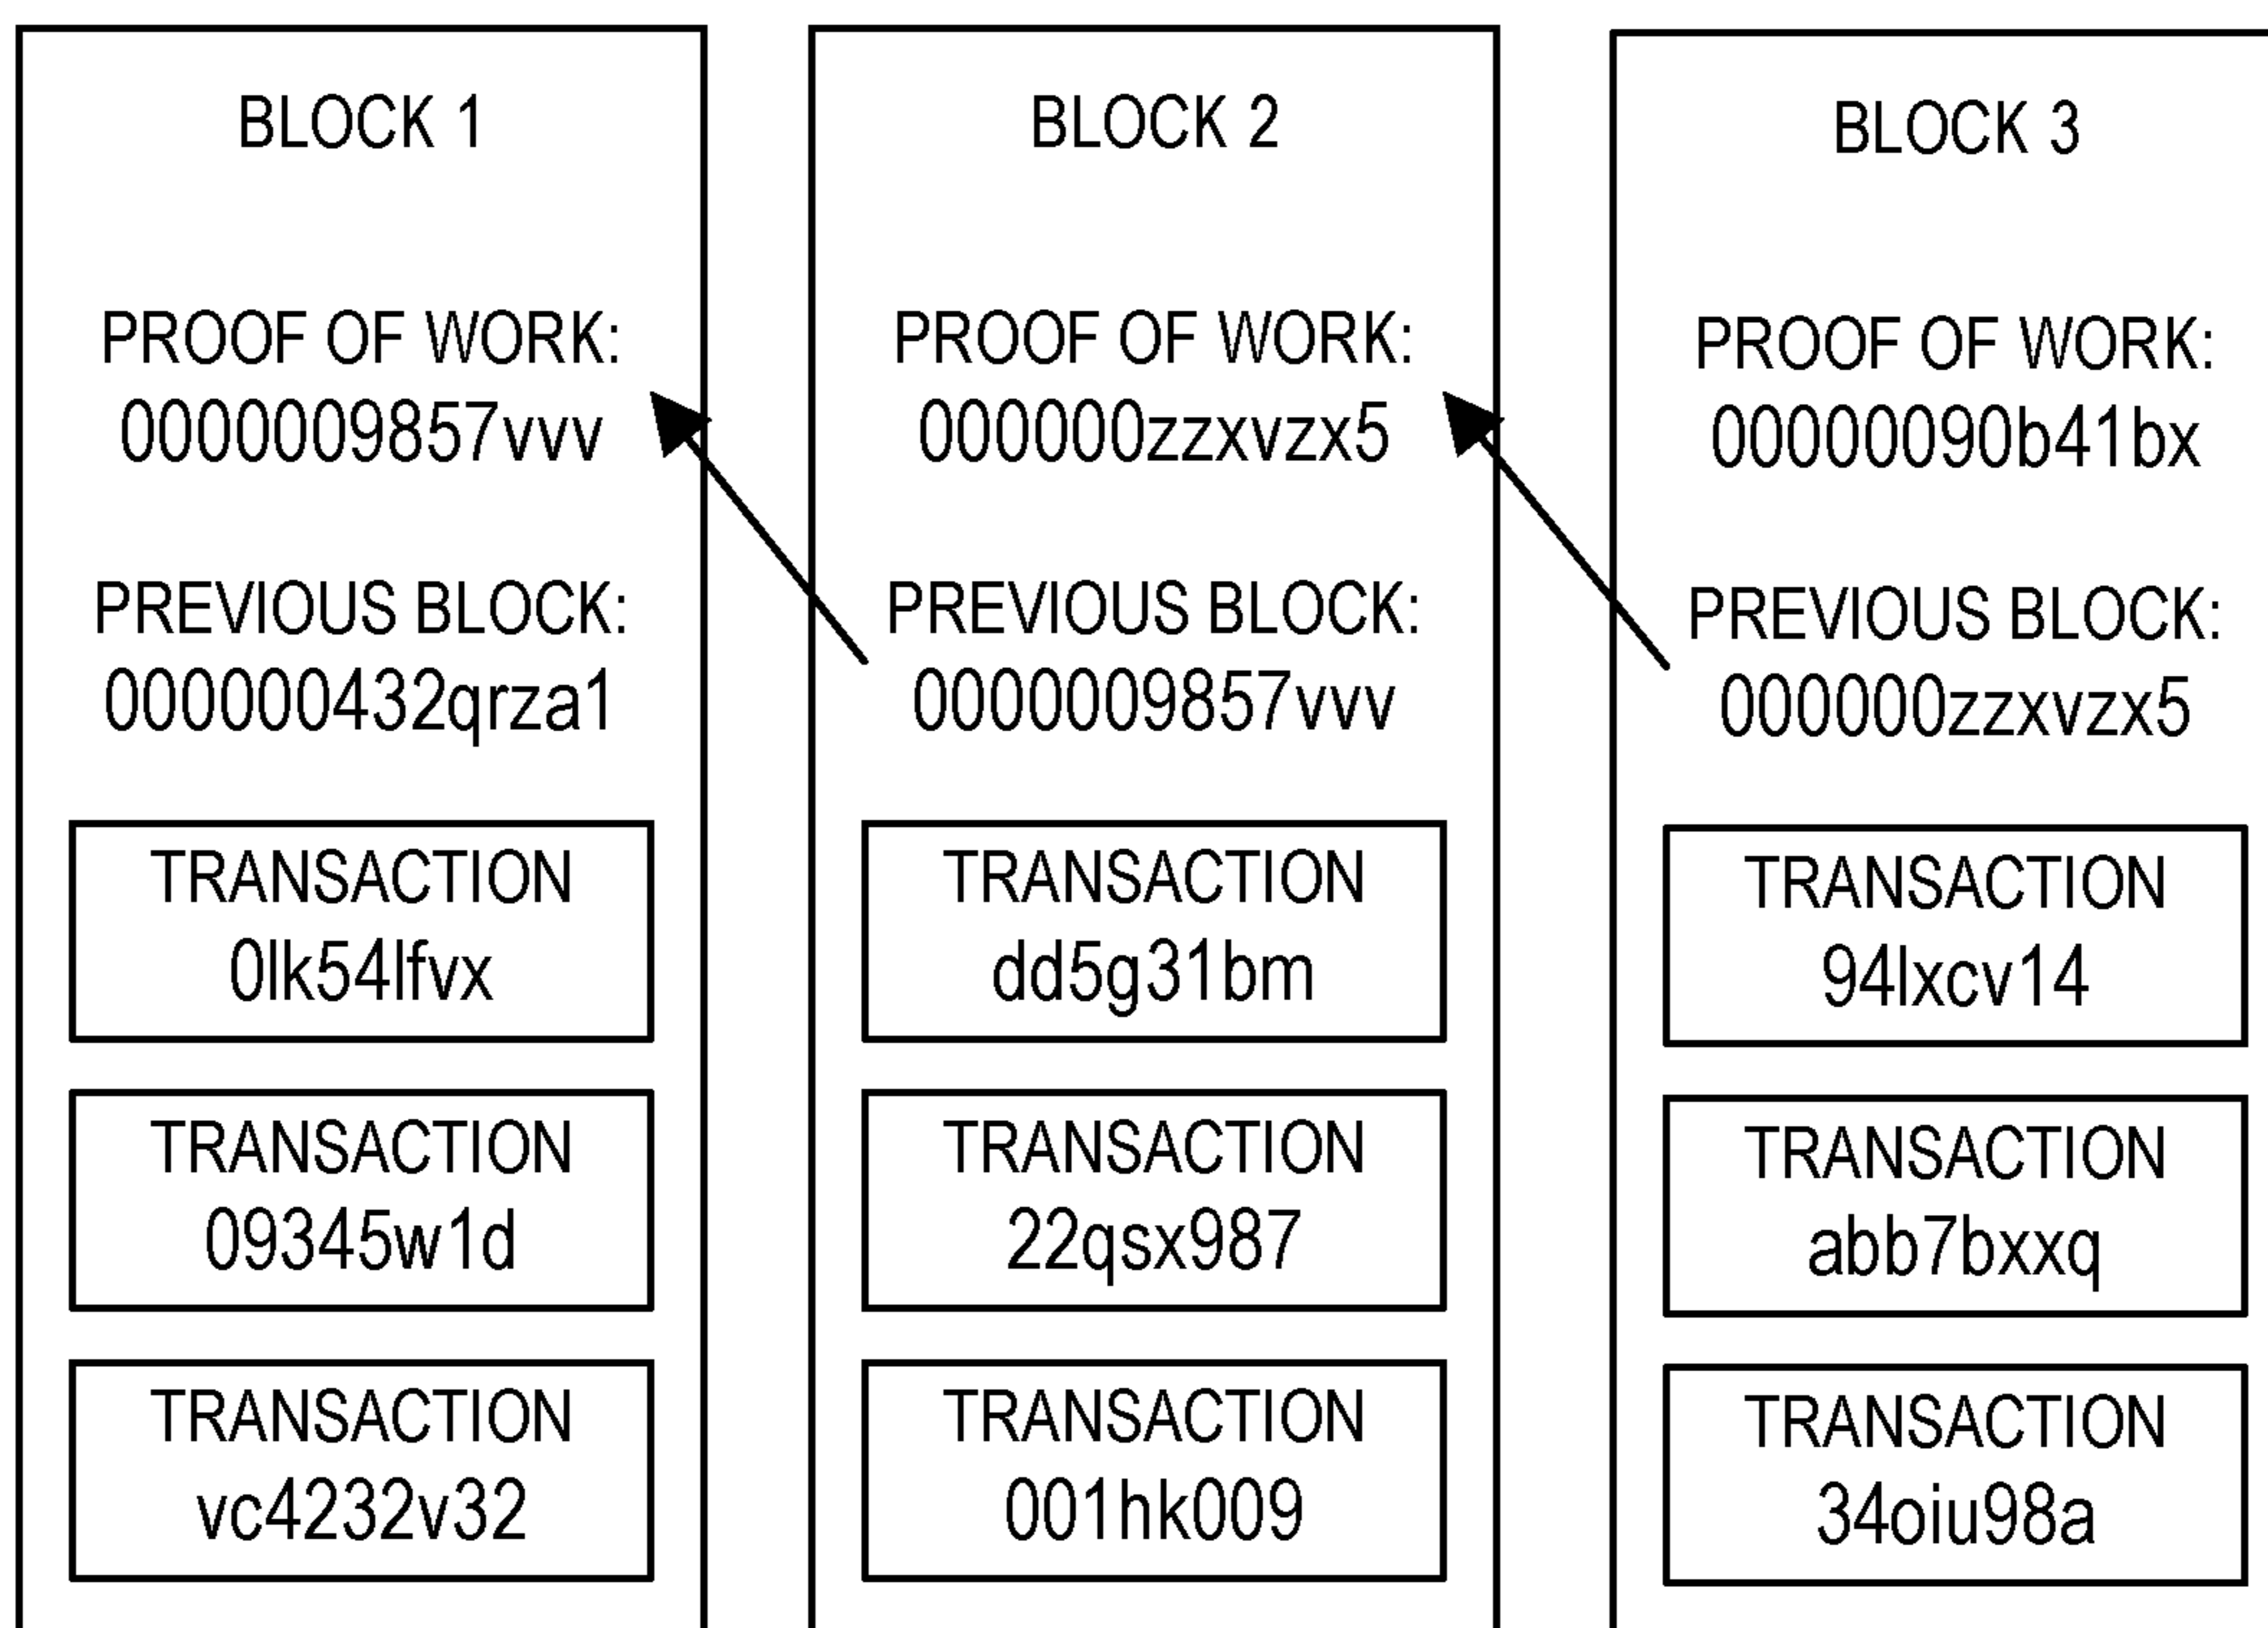 BLOCK 1
PROOF OF WORK:
0000009857vvv
PREVIOUS BLOCK:
000000432qrza1
TRANSACTION
0lk54lfvx
TRANSACTION
09345w1d
TRANSACTION
vc4232v32
BLOCK 2
PROOF OF WORK:
000000zzxvzx5
PREVIOUS BLOCK:
0000009857vvv
TRANSACTION
dd5g31bm
TRANSACTION
22qsx987
TRANSACTION
001hk009
BLOCK 3
PROOF OF WORK:
00000090b41bx
PREVIOUS BLOCK:
000000zzxvzx5
TRANSACTION
94lxcv14
TRANSACTION
abb7bxxq
TRANSACTION
34oiu98a